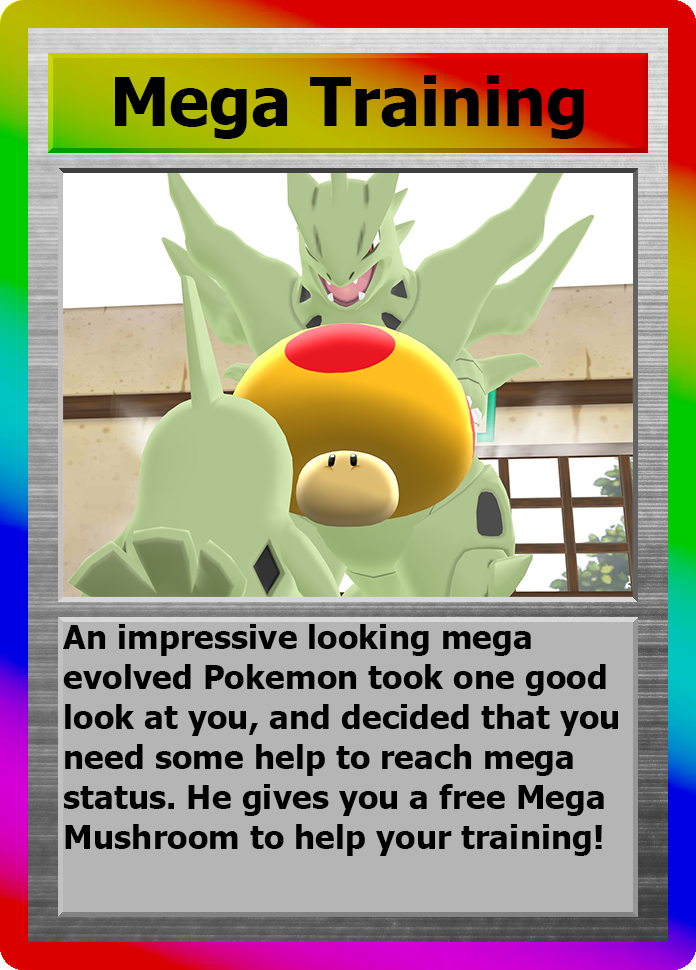 Mega Training
An impressive looking mega
evolved Pokemon took one good
look at you, and decided that you
need some help to reach mega
status. He gives you a free Mega
Mushroom to help your training!